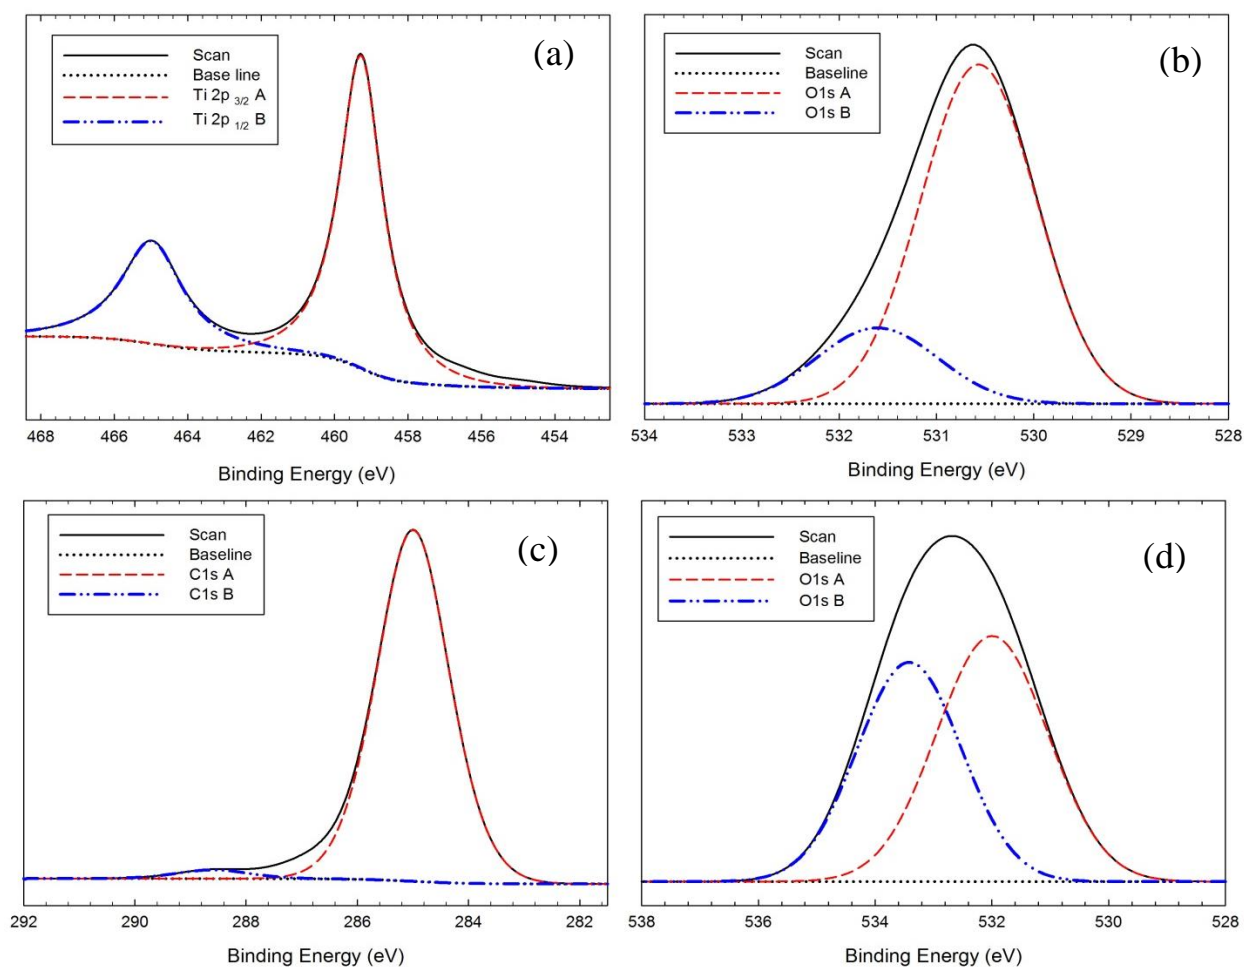 Scan
Base line
Ti 2p 3/2 A
Ti 2p 1/2 B
(a)
468 466 464 462 460 458 456 454
Binding Energy (eV)
Scan
Baseline
O1s A
O1s B
(b)
534 533 532 531 530 529 528
Binding Energy (eV)
Scan
Baseline
C1s A
C1s B
(c)
292 290 288 286 284 282
Binding Energy (eV)
Scan
Baseline
O1s A
O1s B
(d)
538 536 534 532 530 528
Binding Energy (eV)